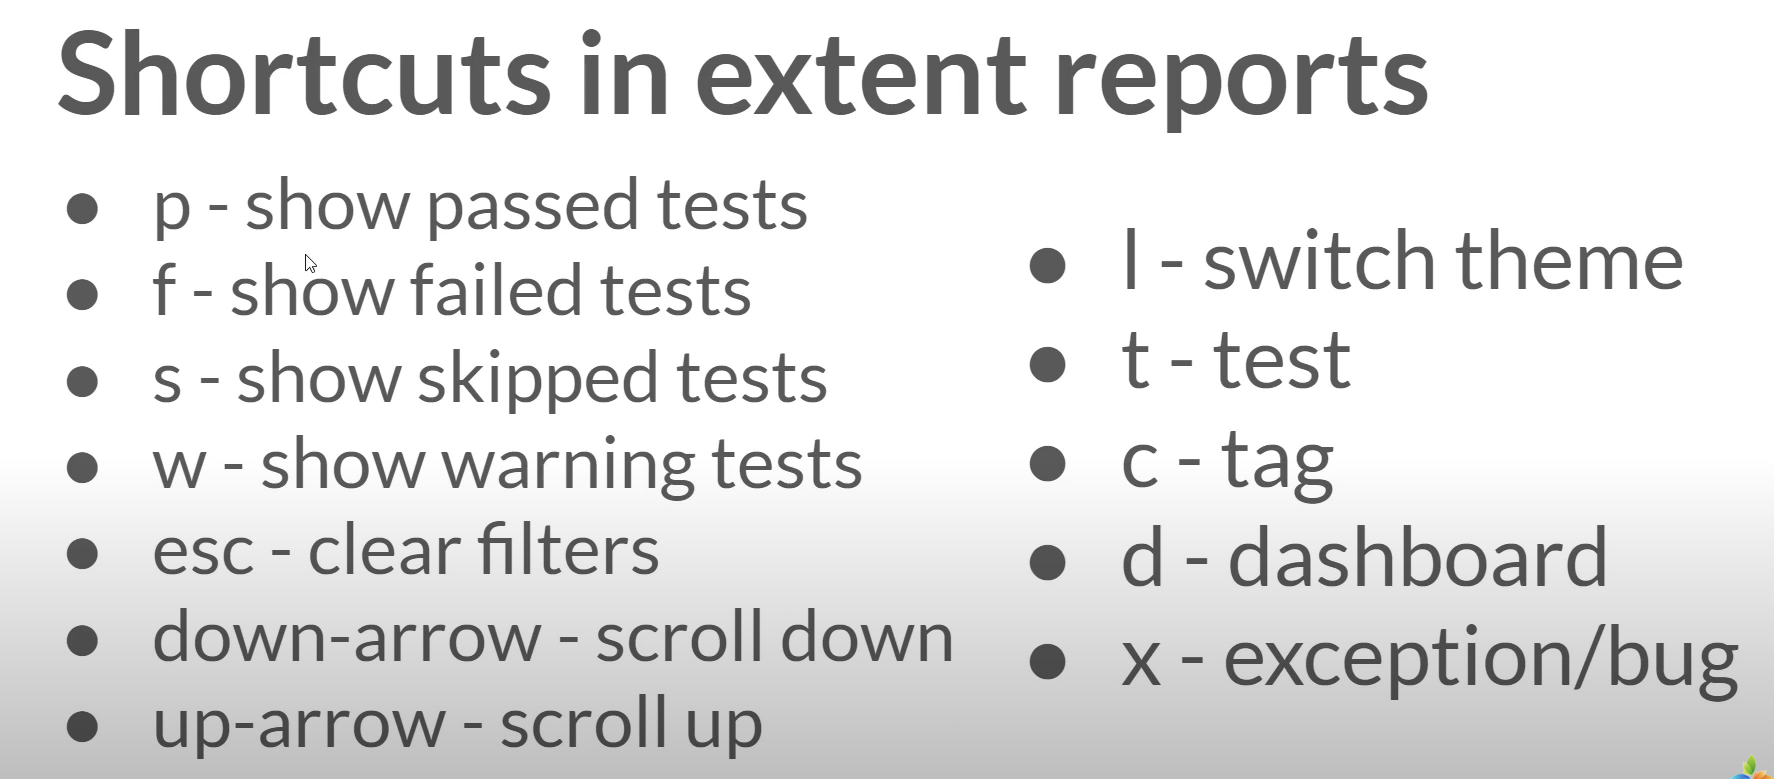 Shortcuts in extent reports
● p - show passed tests
● f - show failed tests
● s - show skipped tests
● w - show warning tests
● esc - clear filters
● down-arrow - scroll down
● up-arrow - scroll up
● l - switch theme
● t - test
● c - tag
● d - dashboard
● x - exception/bug